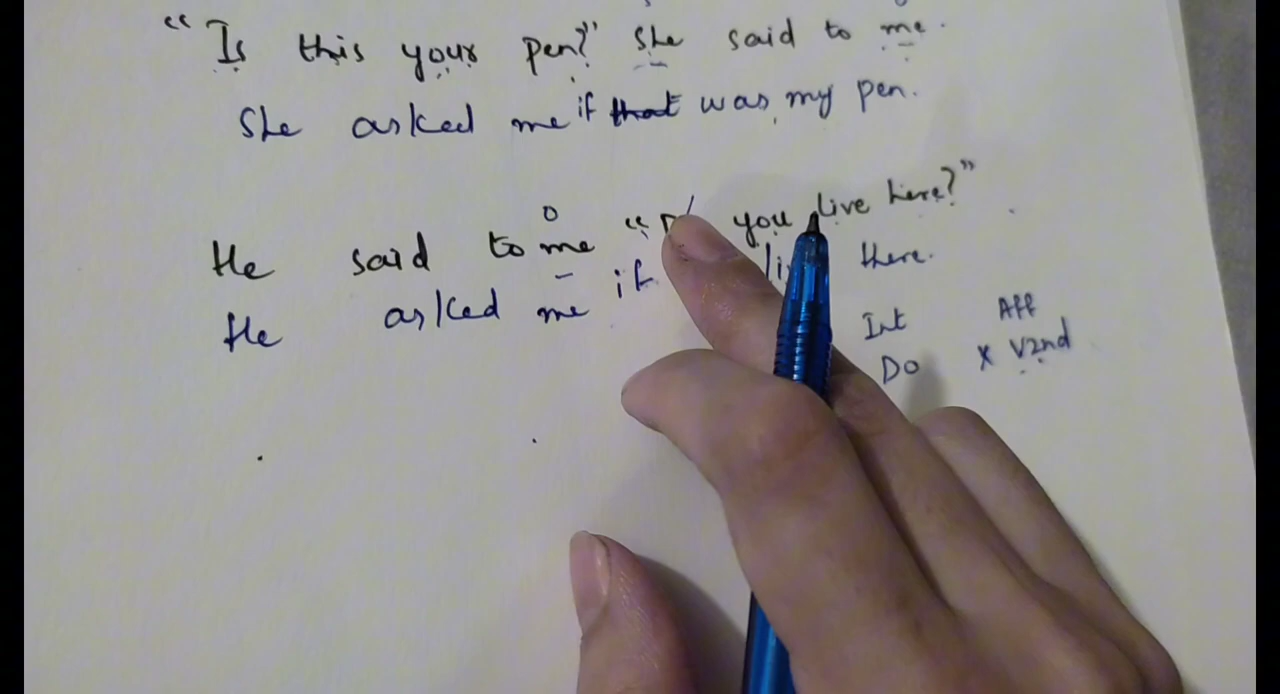 "Is this your pen?" She said to me.
She asked me if that was my pen.
O
He said to me " you live here?"
He asked me if there.
Int Aff
Do x V2nd